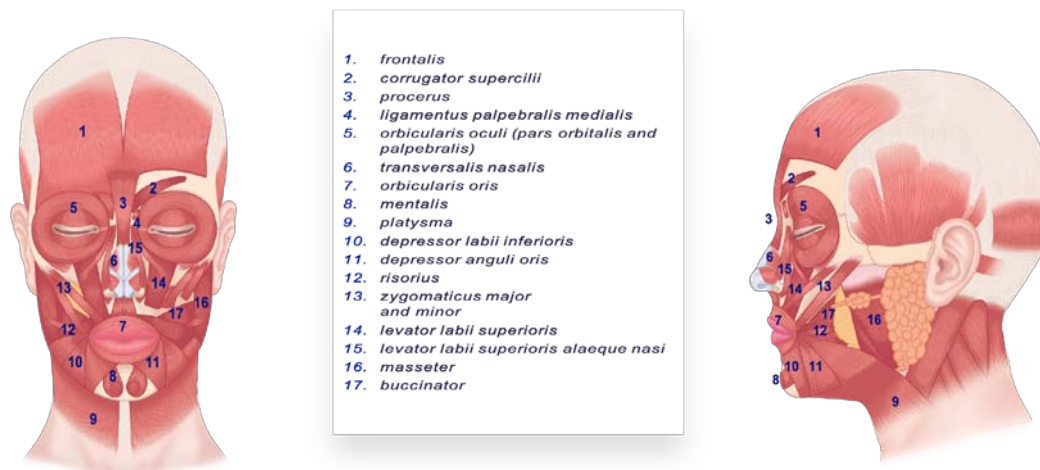 1. frontalis
2. corrugator supercilii
3. procerus
4. ligamentus palpebralis medialis
5. orbicularis oculi (pars orbitalis and
palpebralis)
6. transversalis nasalis
7. orbicularis oris
8. mentalis
9. platysma
10. depressor labii inferioris
11. depressor anguli oris
12. risorius
13. zygomaticus major
and minor
14. levator labii superioris
15. levator labii superioris alaeque nasi
16. masseter
17. buccinator
1
2
3
5
4
15
6
14
13
16
17
7
12
10
11
8
9
1
2
5
3
6
15
14
13
7
17
12
16
10
11
8
9